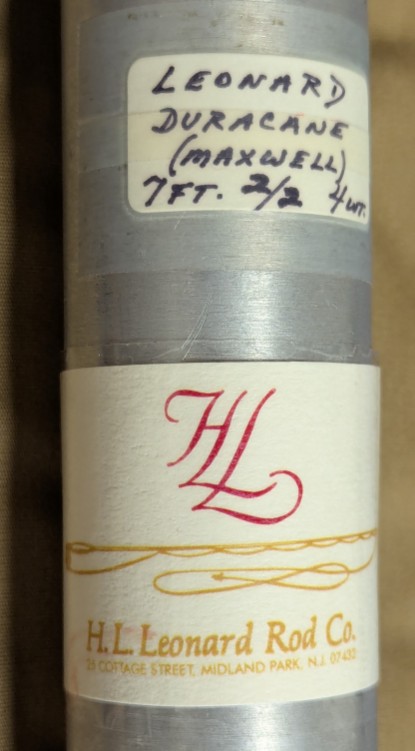 LEONARD
DURACANE
(MAXWELL)
7FT. 2/2 4WT.
HL
H.L. Leonard Rod Co.
25 COTTAGE STREET, MIDLAND PARK, N.J. 07432